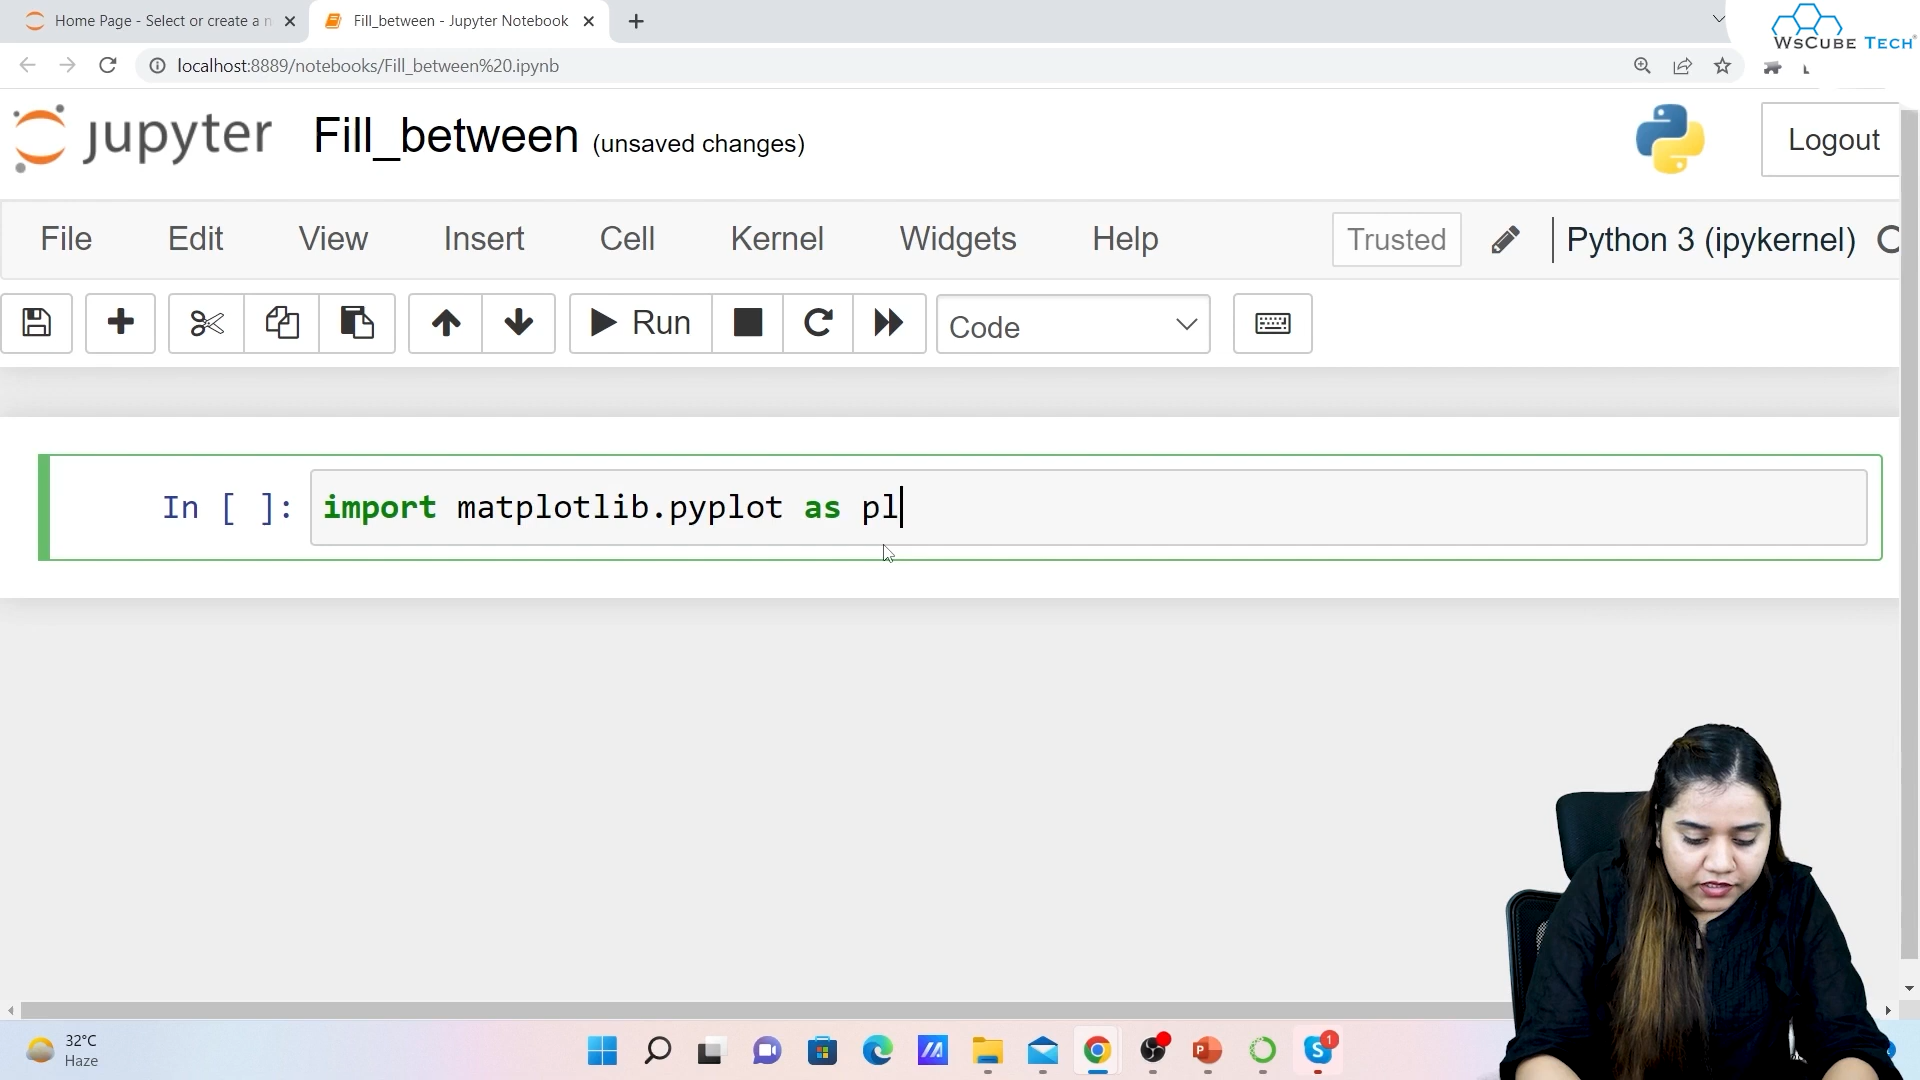 Home Page - Select or create a n
Fill_between - Jupyter Notebook
WsCube Tech
localhost:8889/notebooks/Fill_between%20.ipynb
jupyter Fill_between (unsaved changes)
Logout
File Edit View Insert Cell Kernel Widgets Help
Trusted
Python 3 (ipykernel)
Run
Code
In [ ]: import matplotlib.pyplot as pl
32°C
Haze
1